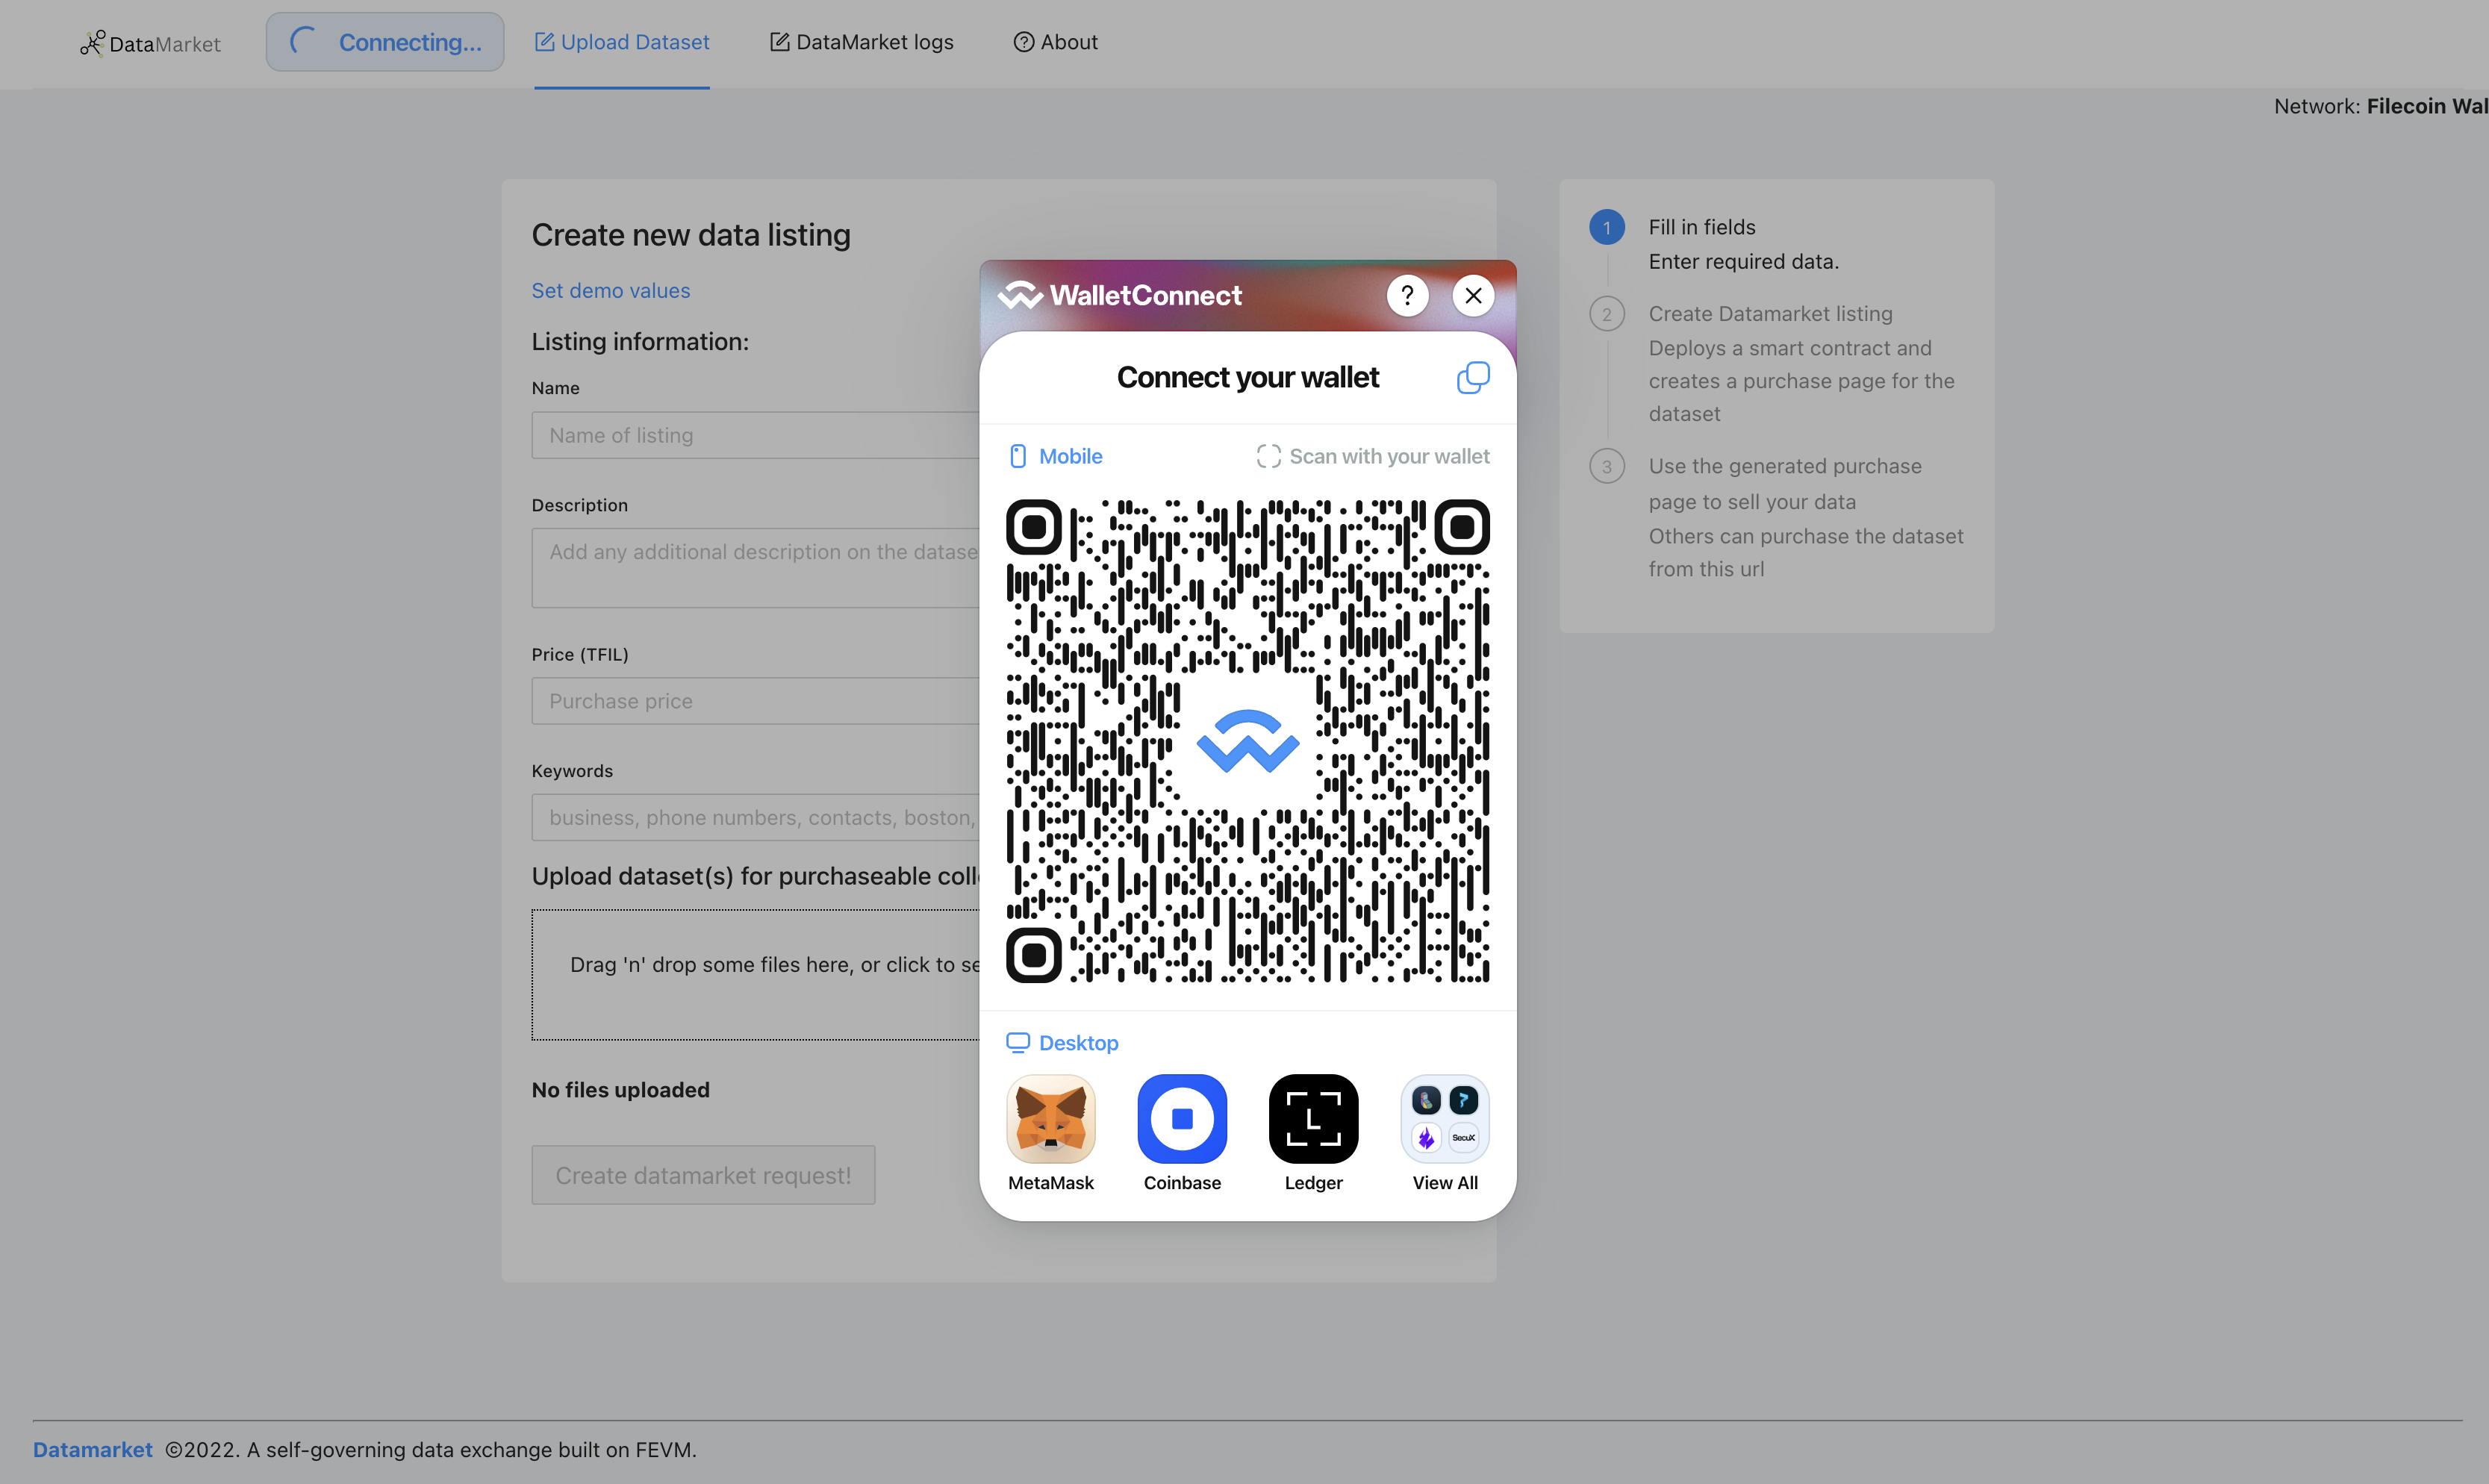 DataMarket
Connecting...
Upload Dataset
DataMarket logs
About
Network: Filecoin Wal
Create new data listing
Set demo values
Listing information:
Name
Name of listing
Description
Add any additional description on the datase
Price (TFIL)
Purchase price
Keywords
business, phone numbers, contacts, boston,
Upload dataset(s) for purchaseable coll
Drag 'n' drop some files here, or click to se
No files uploaded
Create datamarket request!
WalletConnect
?
Connect your wallet
Mobile
Scan with your wallet
Desktop
L
SecuX
MetaMask
Coinbase
Ledger
View All
1
Fill in fields
Enter required data.
2
Create Datamarket listing
Deploys a smart contract and
creates a purchase page for the
dataset
3
Use the generated purchase
page to sell your data
Others can purchase the dataset
from this url
Datamarket ©2022. A self-governing data exchange built on FEVM.